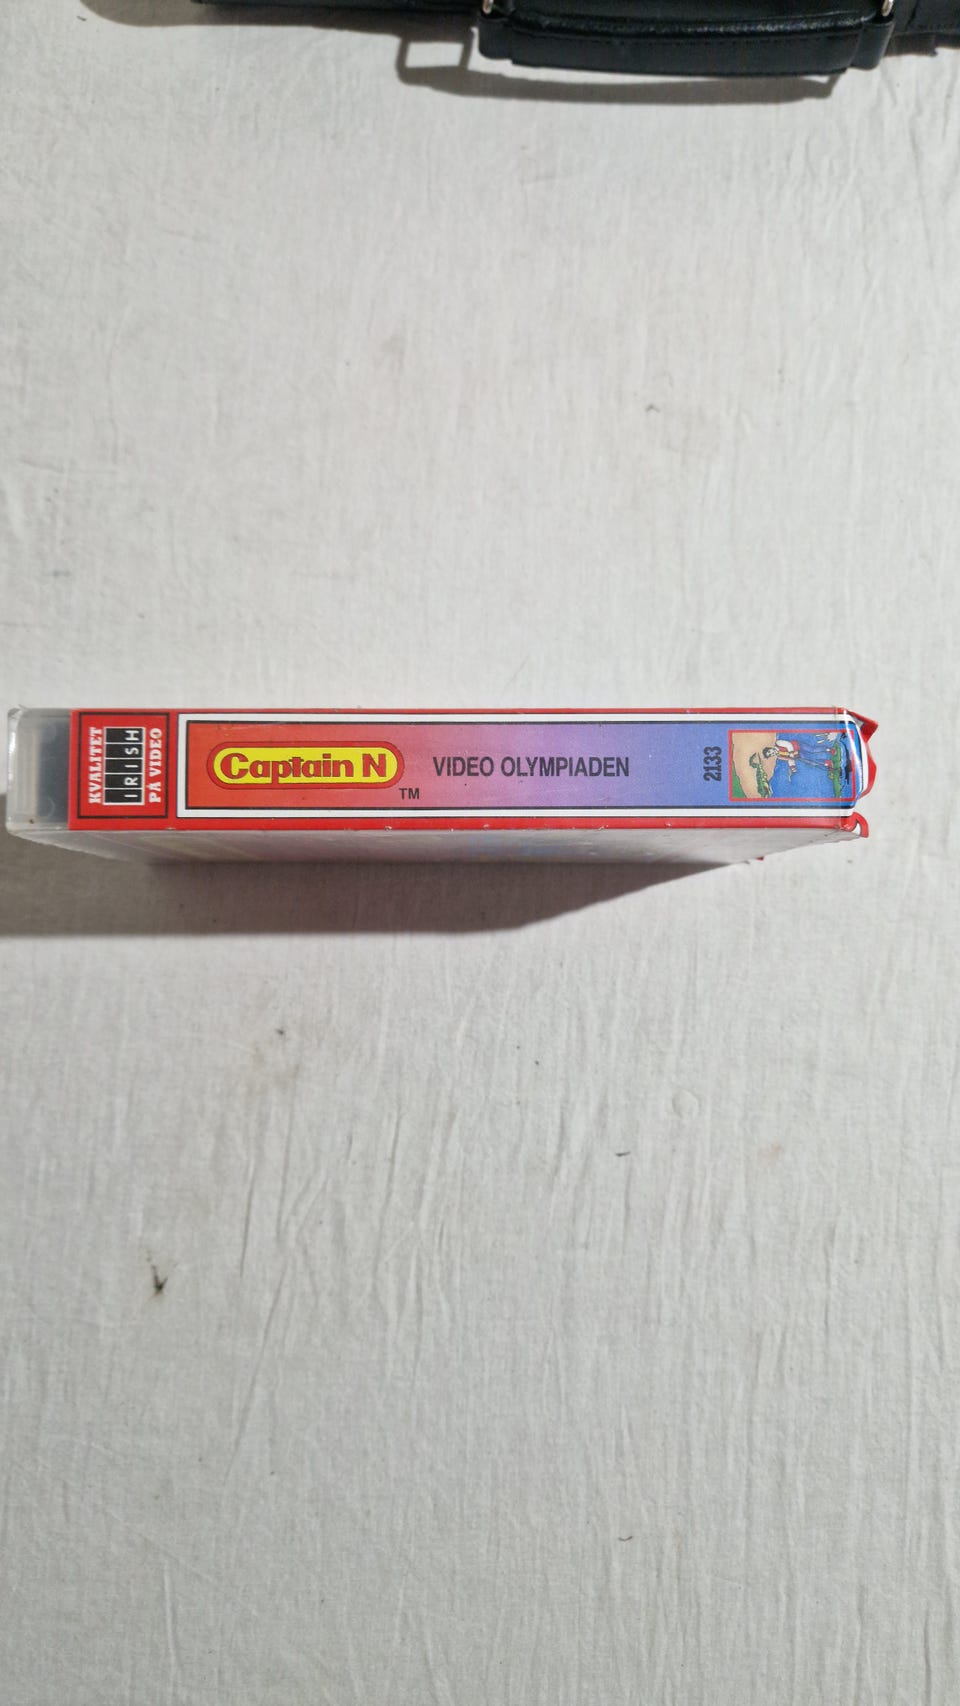 KVALITET
IRISH
PÅ VIDEO
Captain N
TM
VIDEO OLYMPIADEN
2133